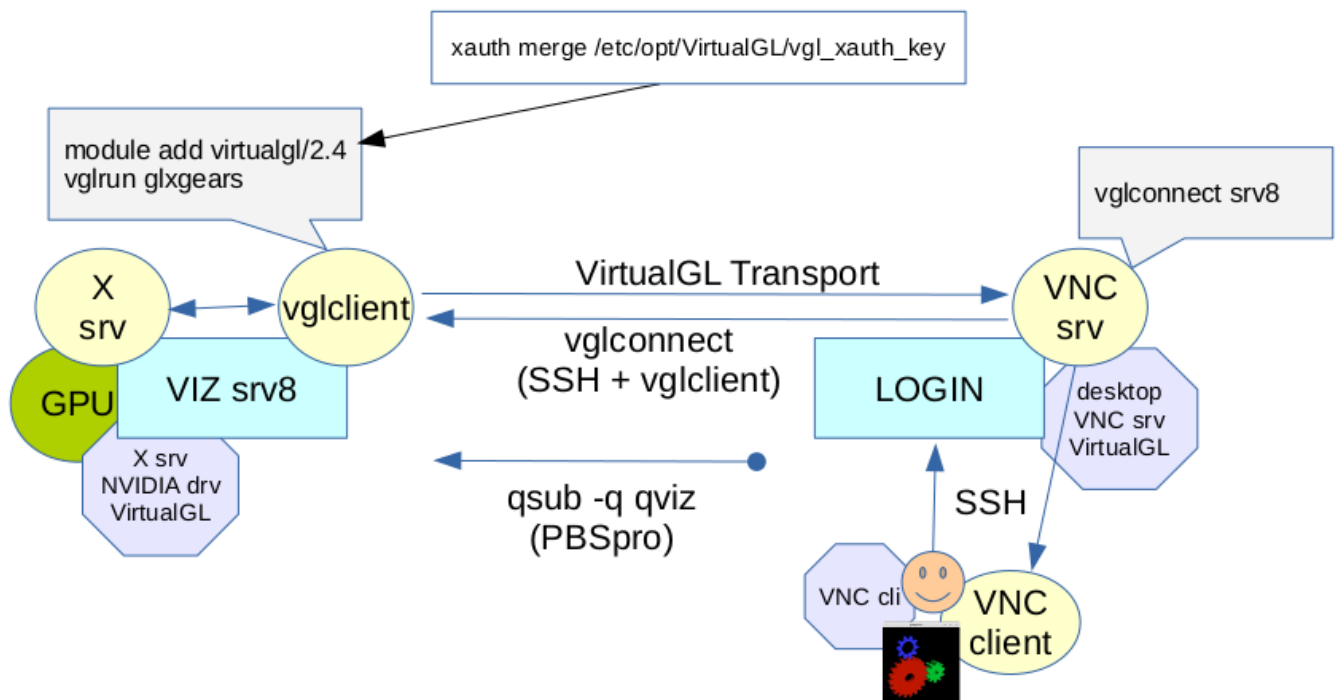 xauth merge /etc/opt/VirtualGL/vgl_xauth_key
module add virtualgl/2.4
vglrun glxgears
vglconnect srv8
X
srv
vglclient
VirtualGL Transport
VNC
srv
vglconnect
(SSH + vglclient)
GPU
VIZ srv8
LOGIN
desktop
VNC srv
VirtualGL
X srv
NVIDIA drv
VirtualGL
qsub -q qviz
(PBSpro)
SSH
VNC cli
VNC
client